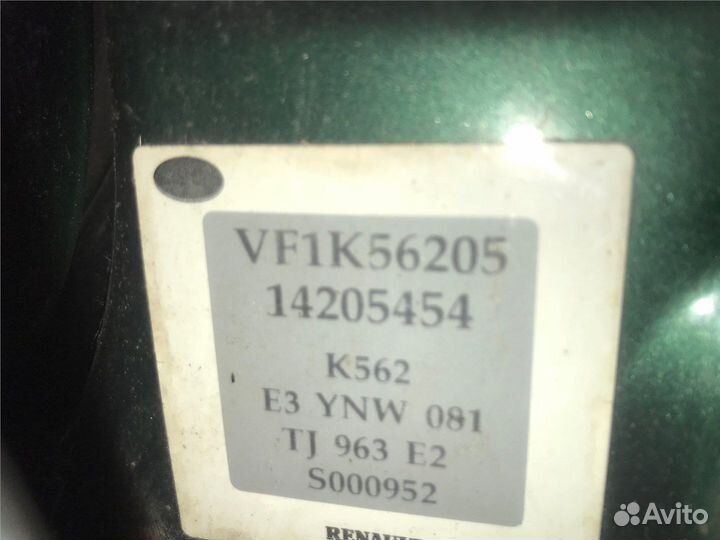 VF1K56205
14205454
K562
E3 YNW 081
TJ 963 E2
S000952
RENAULT
Avito